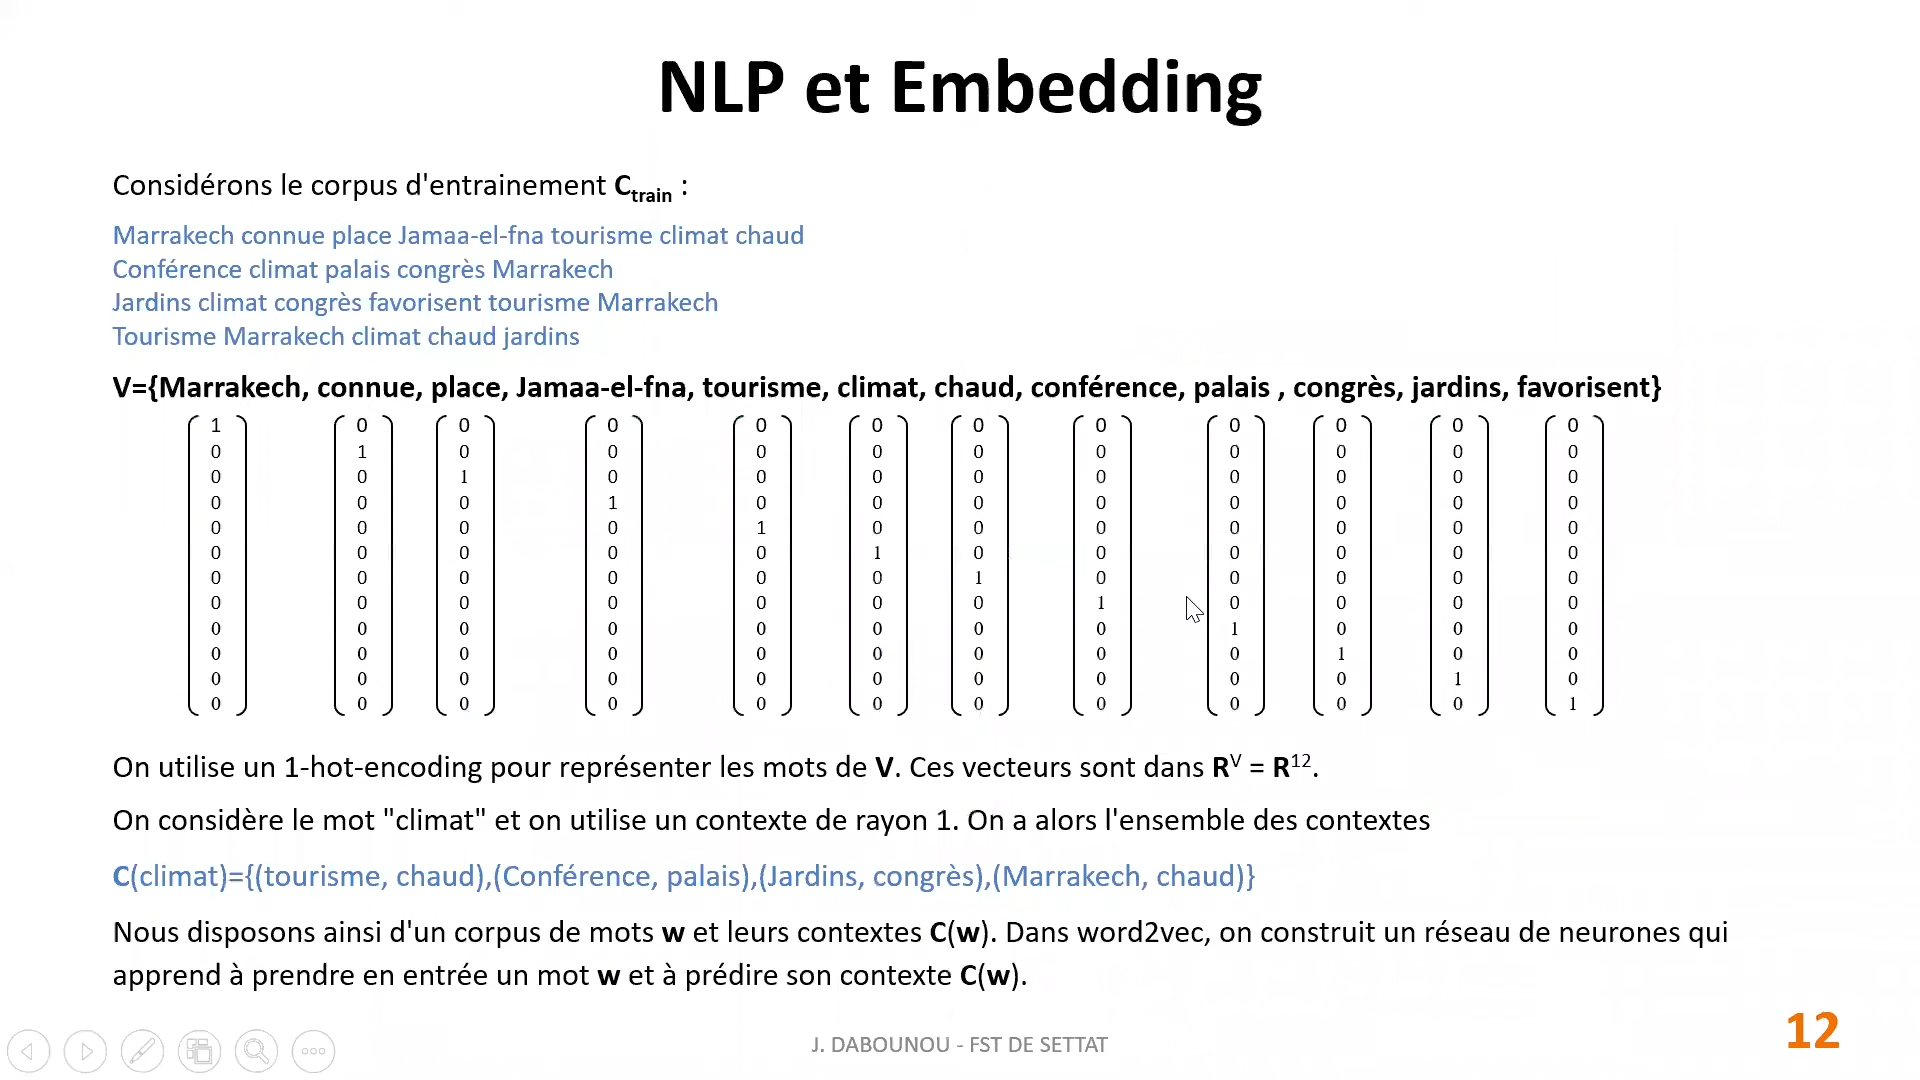 NLP et Embedding
Considérons le corpus d'entrainement Ctrain :
Marrakech connue place Jamaa-el-fna tourisme climat chaud
Conférence climat palais congrès Marrakech
Jardins climat congrès favorisent tourisme Marrakech
Tourisme Marrakech climat chaud jardins
V={Marrakech, connue, place, Jamaa-el-fna, tourisme, climat, chaud, conférence, palais , congrès, jardins, favorisent}
1 0 0 0 0 0 0 0 0 0 0 0
0 1 0 0 0 0 0 0 0 0 0 0
0 0 1 0 0 0 0 0 0 0 0 0
0 0 0 1 0 0 0 0 0 0 0 0
0 0 0 0 1 0 0 0 0 0 0 0
0 0 0 0 0 1 0 0 0 0 0 0
0 0 0 0 0 0 1 0 0 0 0 0
0 0 0 0 0 0 0 1 0 0 0 0
0 0 0 0 0 0 0 0 1 0 0 0
0 0 0 0 0 0 0 0 0 1 0 0
0 0 0 0 0 0 0 0 0 0 1 0
0 0 0 0 0 0 0 0 0 0 0 1
On utilise un 1-hot-encoding pour représenter les mots de V. Ces vecteurs sont dans R^V = R^12.
On considère le mot "climat" et on utilise un contexte de rayon 1. On a alors l'ensemble des contextes
C(climat)={(tourisme, chaud),(Conférence, palais),(Jardins, congrès),(Marrakech, chaud)}
Nous disposons ainsi d'un corpus de mots w et leurs contextes C(w). Dans word2vec, on construit un réseau de neurones qui
apprend à prendre en entrée un mot w et à prédire son contexte C(w).
J. DABOUNOU - FST DE SETTAT
12